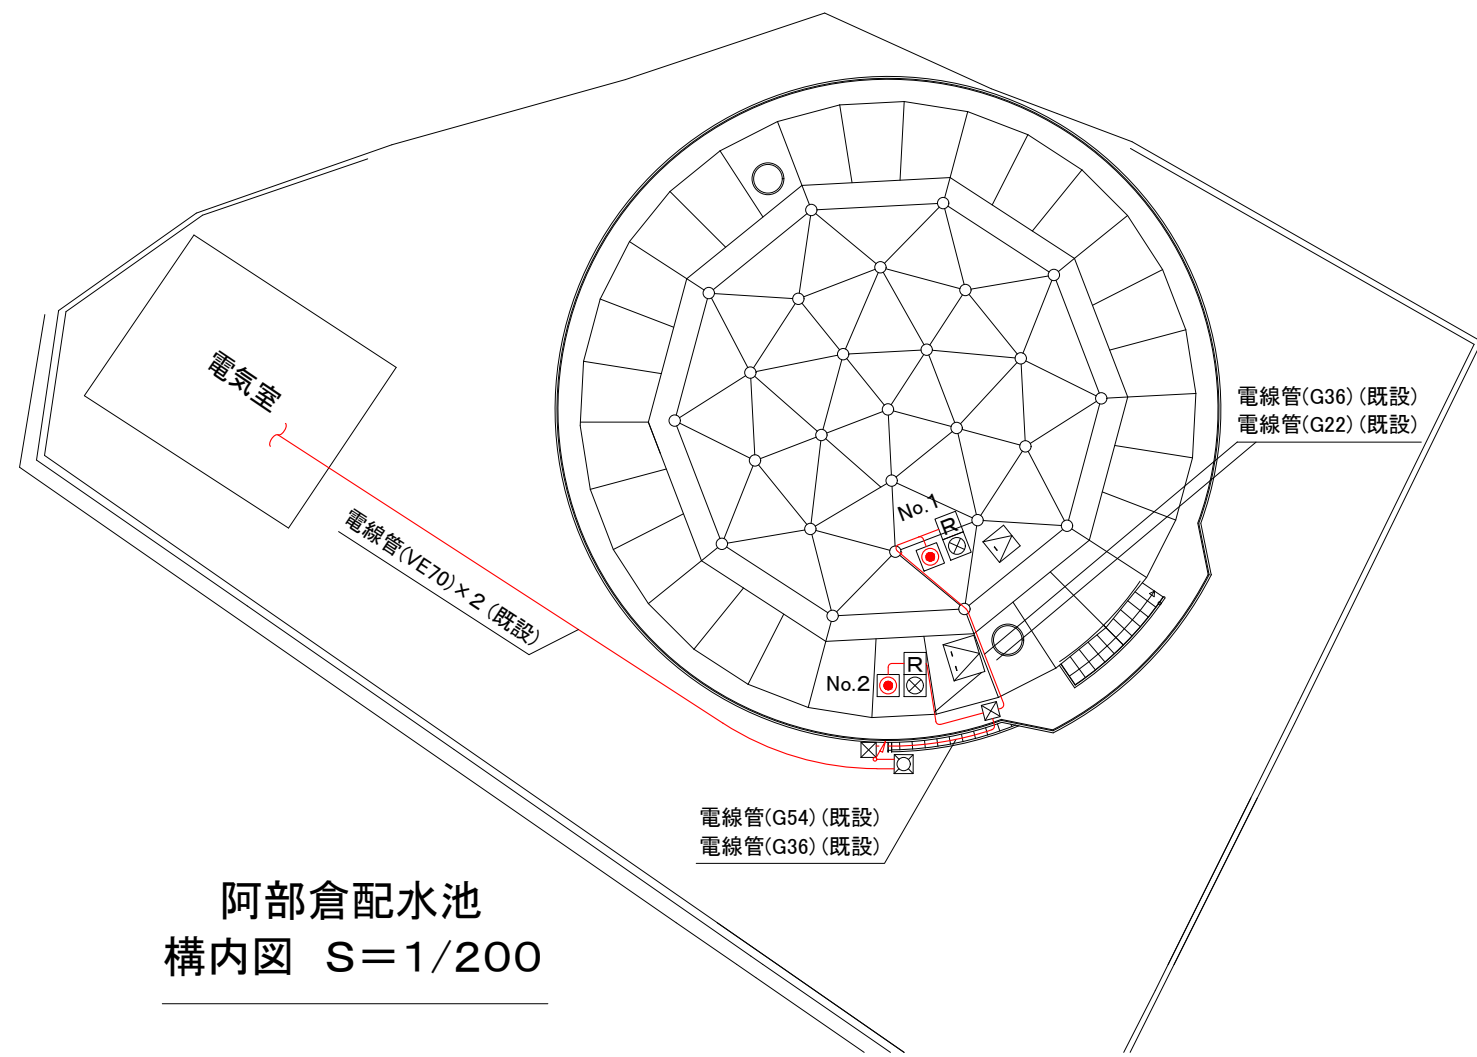 電気室
電線管(VE70)×2(既設)
電線管(G36)(既設)
電線管(G22)(既設)
No.1
R
No.2
R
電線管(G54)(既設)
電線管(G36)(既設)
阿部倉配水池
構内図 S=1/200